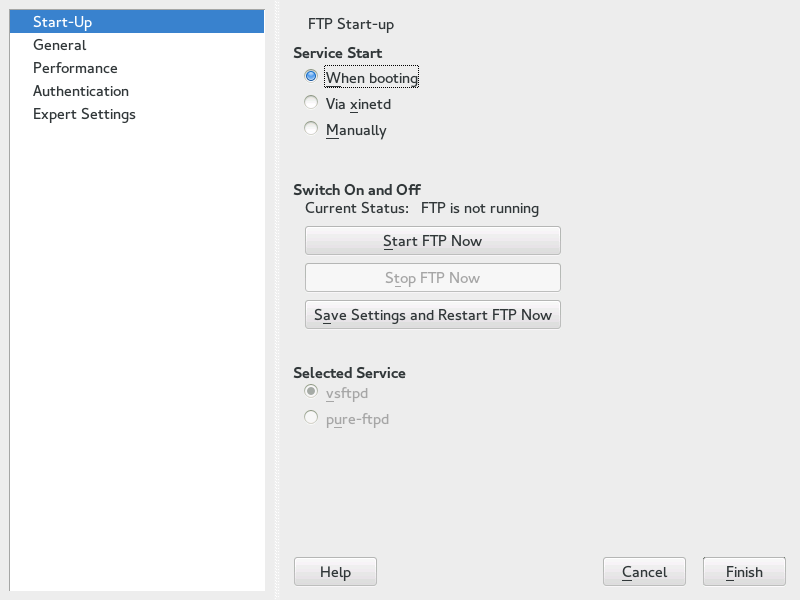 Start-Up
General
Performance
Authentication
Expert Settings
FTP Start-up
Service Start
When booting
Via xinetd
Manually
Switch On and Off
Current Status: FTP is not running
Start FTP Now
Stop FTP Now
Save Settings and Restart FTP Now
Selected Service
vsftpd
pure-ftpd
Help
Cancel
Finish